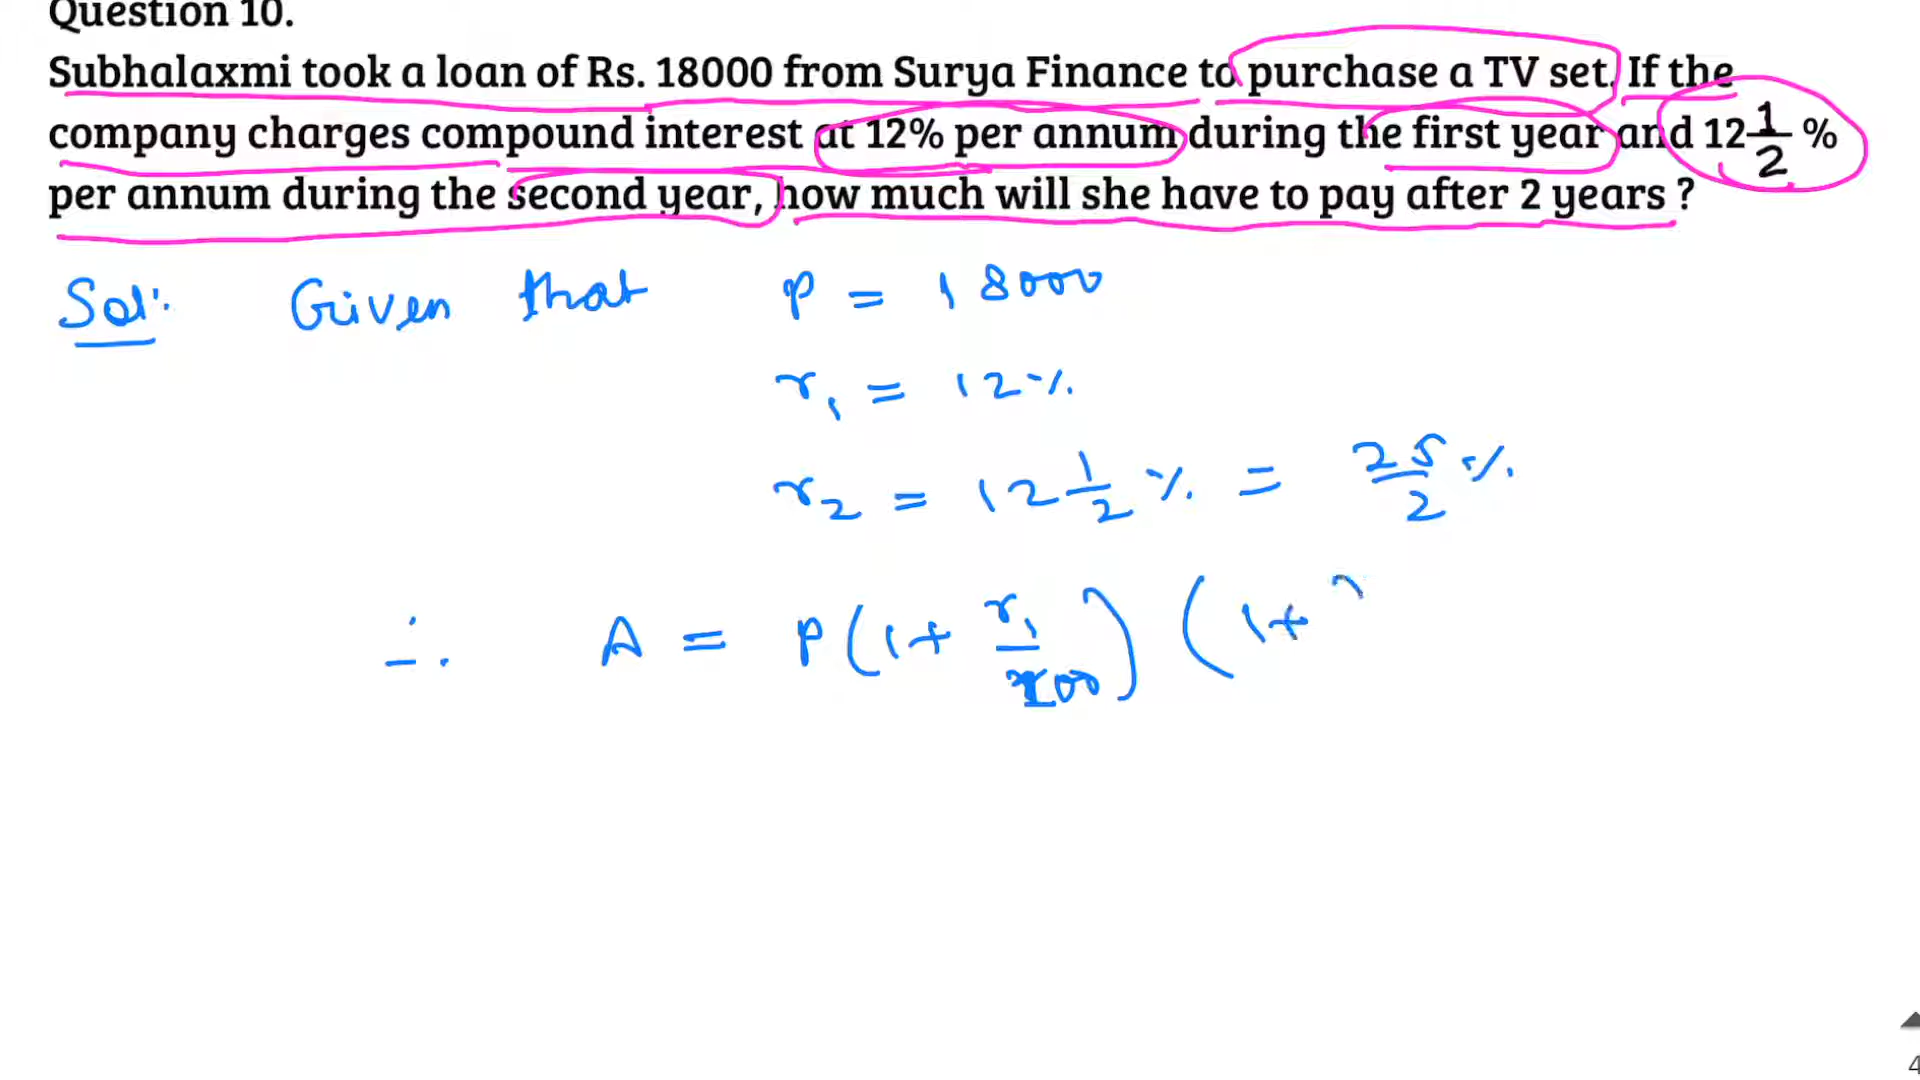 Question 10.
Subhalaxmi took a loan of Rs. 18000 from Surya Finance to purchase a TV set. If the
company charges compound interest at 12% per annum during the first year and 12 1/2 %
per annum during the second year, how much will she have to pay after 2 years ?
Sol: Given that P = 18000
r₁ = 12%
r₂ = 12 1/2 % = 25/2 %
∴ A = P(1 + r₁/100) (1+
4